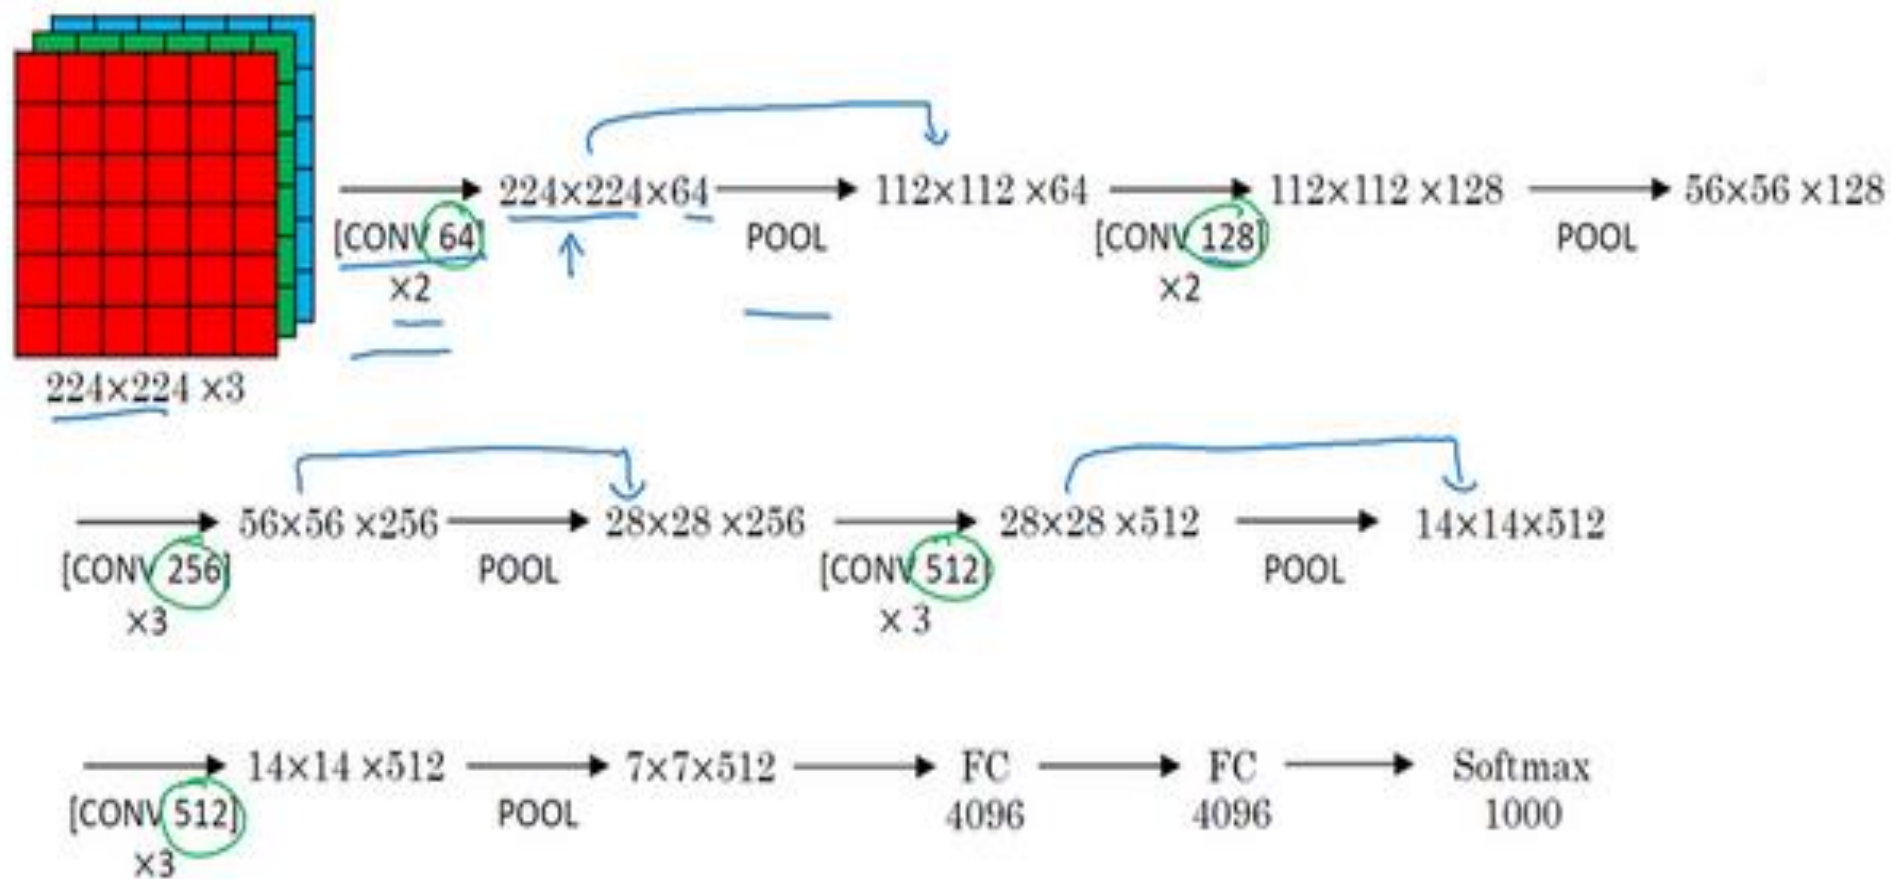 224×224×64 112×112 ×64 112×112 ×128 56×56 ×128
[CONV 64] POOL [CONV 128] POOL
×2 ×2
224×224 ×3
56×56 ×256 28×28 ×256 28×28 ×512 14×14×512
[CONV 256] POOL [CONV 512] POOL
×3 × 3
14×14 ×512 7×7×512 FC FC Softmax
[CONV 512] POOL 4096 4096 1000
×3